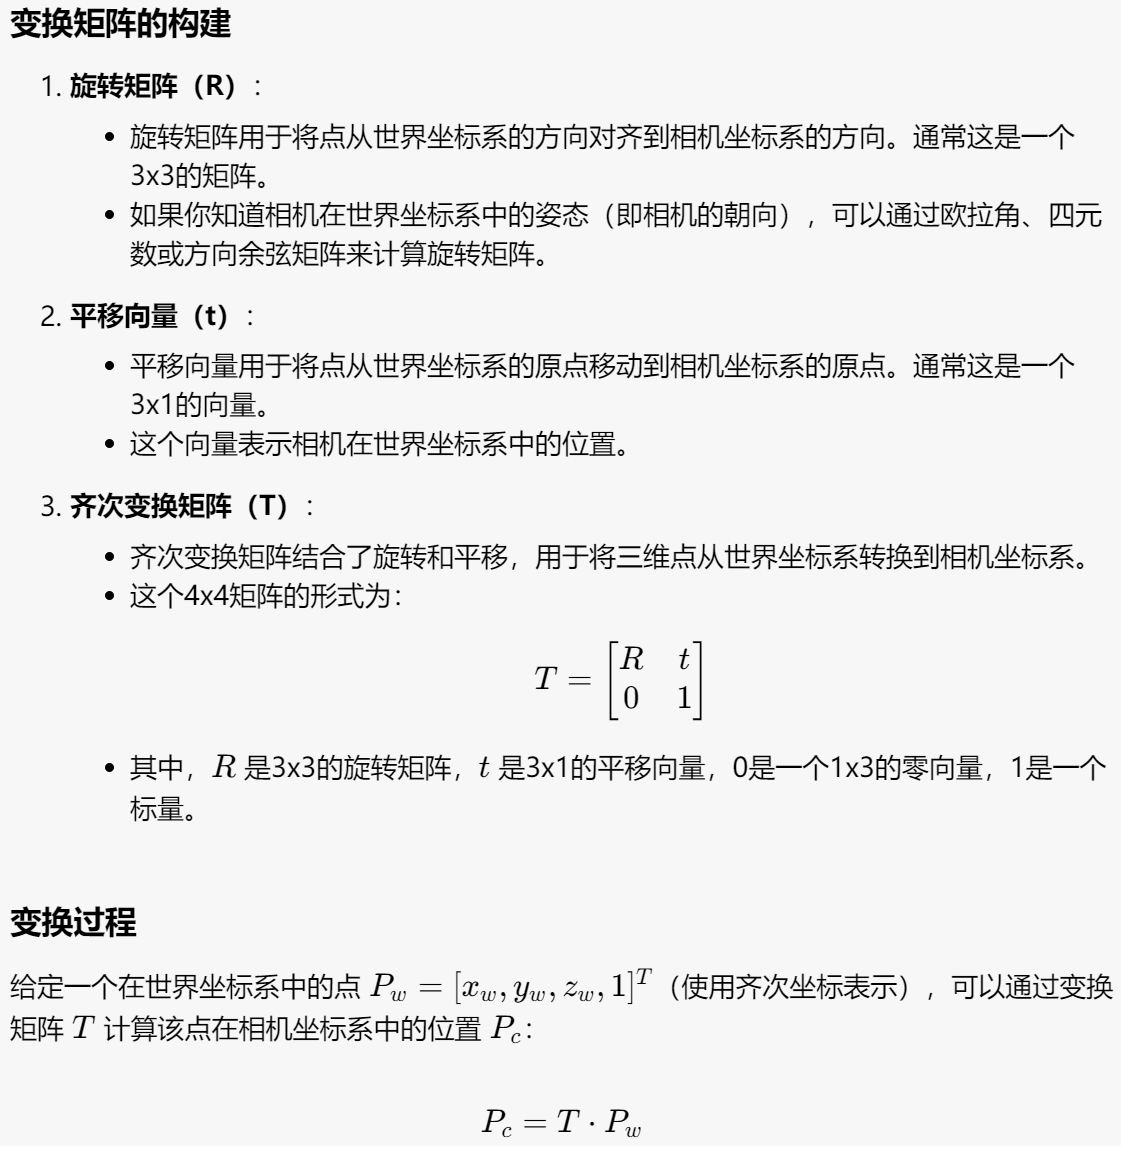 变换矩阵的构建
1. 旋转矩阵（R）:
• 旋转矩阵用于将点从世界坐标系的方向对齐到相机坐标系的方向。通常这是一个
3x3的矩阵。
• 如果你知道相机在世界坐标系中的姿态（即相机的朝向），可以通过欧拉角、四元
数或方向余弦矩阵来计算旋转矩阵。
2. 平移向量（t）:
• 平移向量用于将点从世界坐标系的原点移动到相机坐标系的原点。通常这是一个
3x1的向量。
• 这个向量表示相机在世界坐标系中的位置。
3. 齐次变换矩阵（T）:
• 齐次变换矩阵结合了旋转和平移，用于将三维点从世界坐标系转换到相机坐标系。
• 这个4x4矩阵的形式为：
T = [R t
0 1]
• 其中，R 是3x3的旋转矩阵，t 是3x1的平移向量，0是一个1x3的零向量，1是一个
标量。
变换过程
给定一个在世界坐标系中的点 P_w = [x_w, y_w, z_w, 1]^T（使用齐次坐标表示），可以通过变换
矩阵 T 计算该点在相机坐标系中的位置 P_c：
P_c = T · P_w